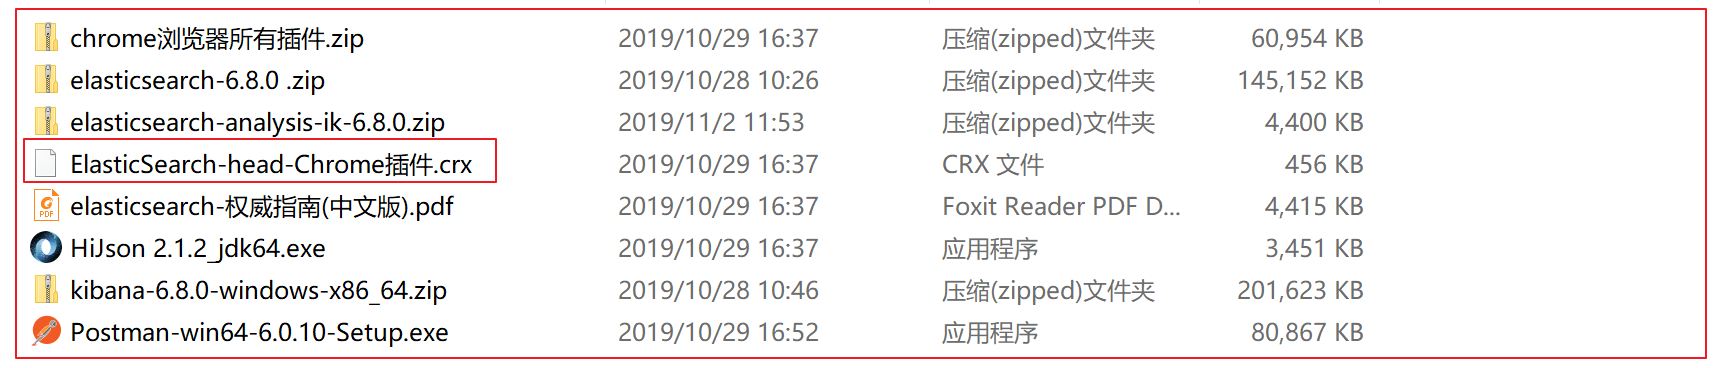 chrome浏览器所有插件.zip 2019/10/29 16:37 压缩(zipped)文件夹 60,954 KB
elasticsearch-6.8.0 .zip 2019/10/28 10:26 压缩(zipped)文件夹 145,152 KB
elasticsearch-analysis-ik-6.8.0.zip 2019/11/2 11:53 压缩(zipped)文件夹 4,400 KB
ElasticSearch-head-Chrome插件.crx 2019/10/29 16:37 CRX 文件 456 KB
elasticsearch-权威指南(中文版).pdf 2019/10/29 16:37 Foxit Reader PDF D... 4,415 KB
HiJson 2.1.2_jdk64.exe 2019/10/29 16:37 应用程序 3,451 KB
kibana-6.8.0-windows-x86_64.zip 2019/10/28 10:46 压缩(zipped)文件夹 201,623 KB
Postman-win64-6.0.10-Setup.exe 2019/10/29 16:52 应用程序 80,867 KB